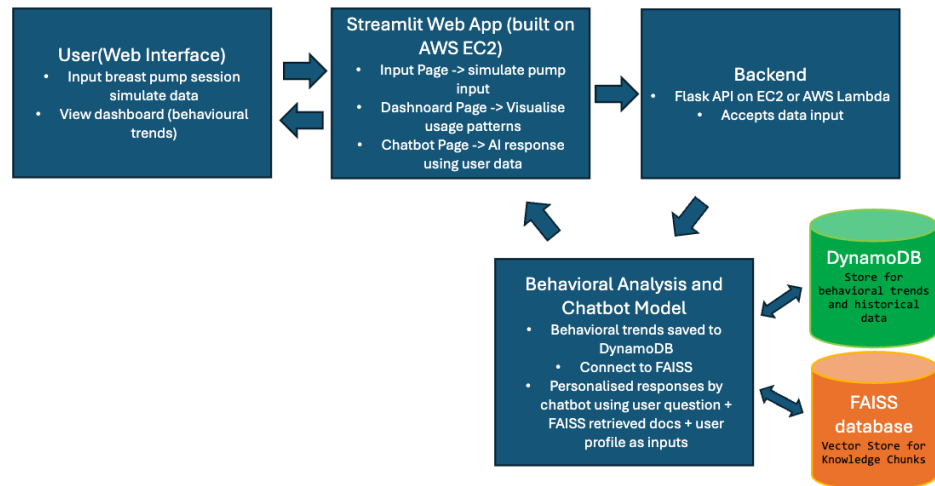 User(Web Interface)
• Input breast pump session
simulate data
• View dashboard (behavioural
trends)
Streamlit Web App (built on
AWS EC2)
• Input Page -> simulate pump
input
• Dashnoard Page -> Visualise
usage patterns
• Chatbot Page -> AI response
using user data
Backend
• Flask API on EC2 or AWS Lambda
• Accepts data input
Behavioral Analysis and
Chatbot Model
• Behavioral trends saved to
DynamoDB
• Connect to FAISS
• Personalised responses by
chatbot using user question +
FAISS retrieved docs + user
profile as inputs
DynamoDB
Store for
behavioral trends
and historical
data
FAISS
database
Vector Store for
Knowledge Chunks